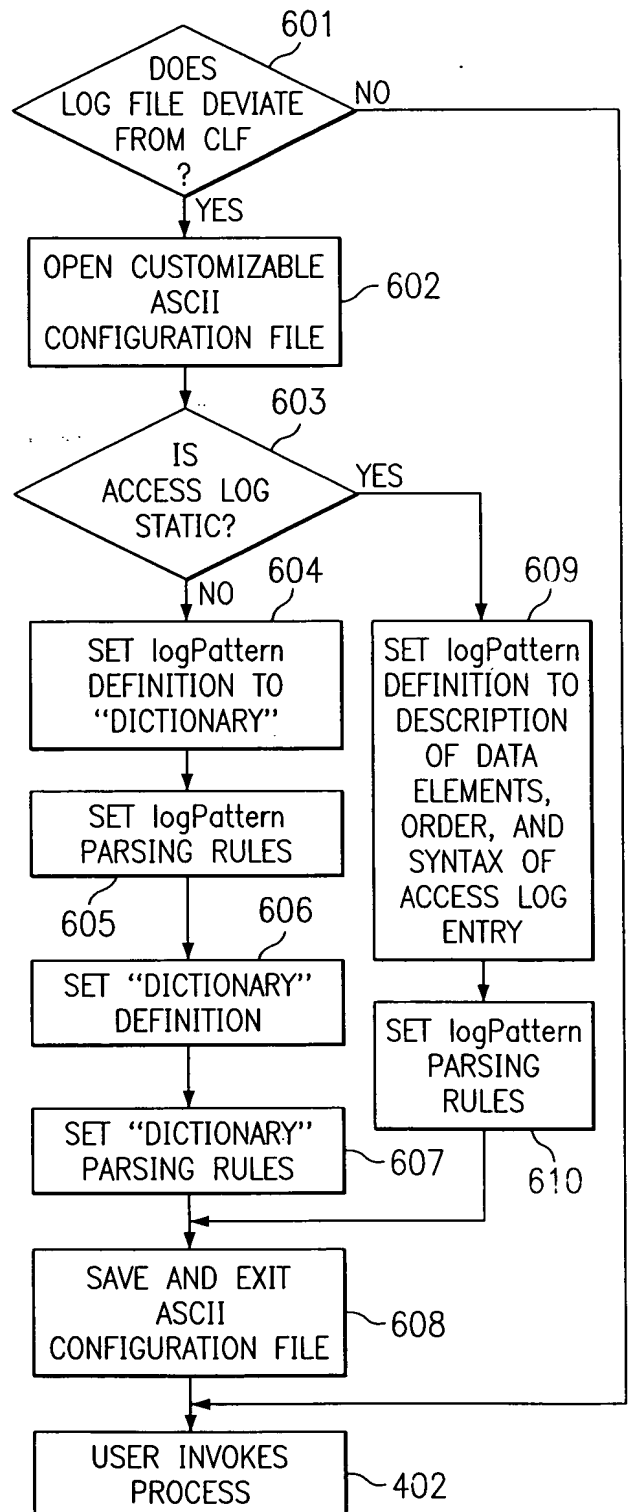 601
DOES
LOG FILE DEVIATE
FROM CLF
?
NO
YES
OPEN CUSTOMIZABLE
ASCII
CONFIGURATION FILE
602
603
IS
ACCESS LOG
STATIC?
YES
NO
604
SET logPattern
DEFINITION TO
"DICTIONARY"
SET logPattern
PARSING RULES
605
606
SET "DICTIONARY"
DEFINITION
SET "DICTIONARY"
PARSING RULES
607
609
SET logPattern
DEFINITION TO
DESCRIPTION
OF DATA
ELEMENTS,
ORDER, AND
SYNTAX OF
ACCESS LOG
ENTRY
SET logPattern
PARSING
RULES
610
SAVE AND EXIT
ASCII
CONFIGURATION FILE
608
USER INVOKES
PROCESS
402